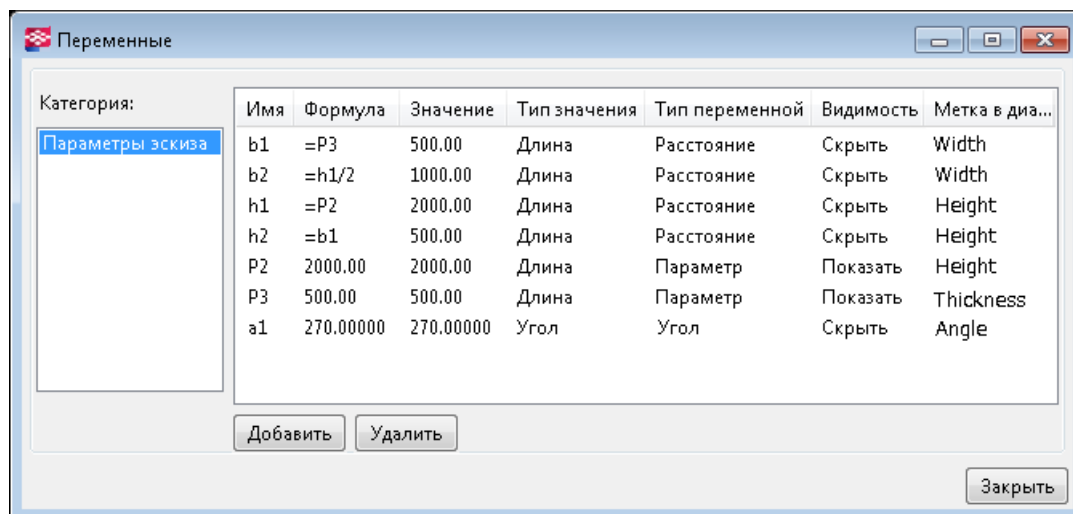 Переменные
Категория:
Параметры эскиза
Имя Формула Значение Тип значения Тип переменной Видимость Метка в диа...
b1 =P3 500.00 Длина Расстояние Скрыть Width
b2 =h1/2 1000.00 Длина Расстояние Скрыть Width
h1 =P2 2000.00 Длина Расстояние Скрыть Height
h2 =b1 500.00 Длина Расстояние Скрыть Height
P2 2000.00 2000.00 Длина Параметр Показать Height
P3 500.00 500.00 Длина Параметр Показать Thickness
a1 270.00000 270.00000 Угол Угол Скрыть Angle
Добавить Удалить
Закрыть